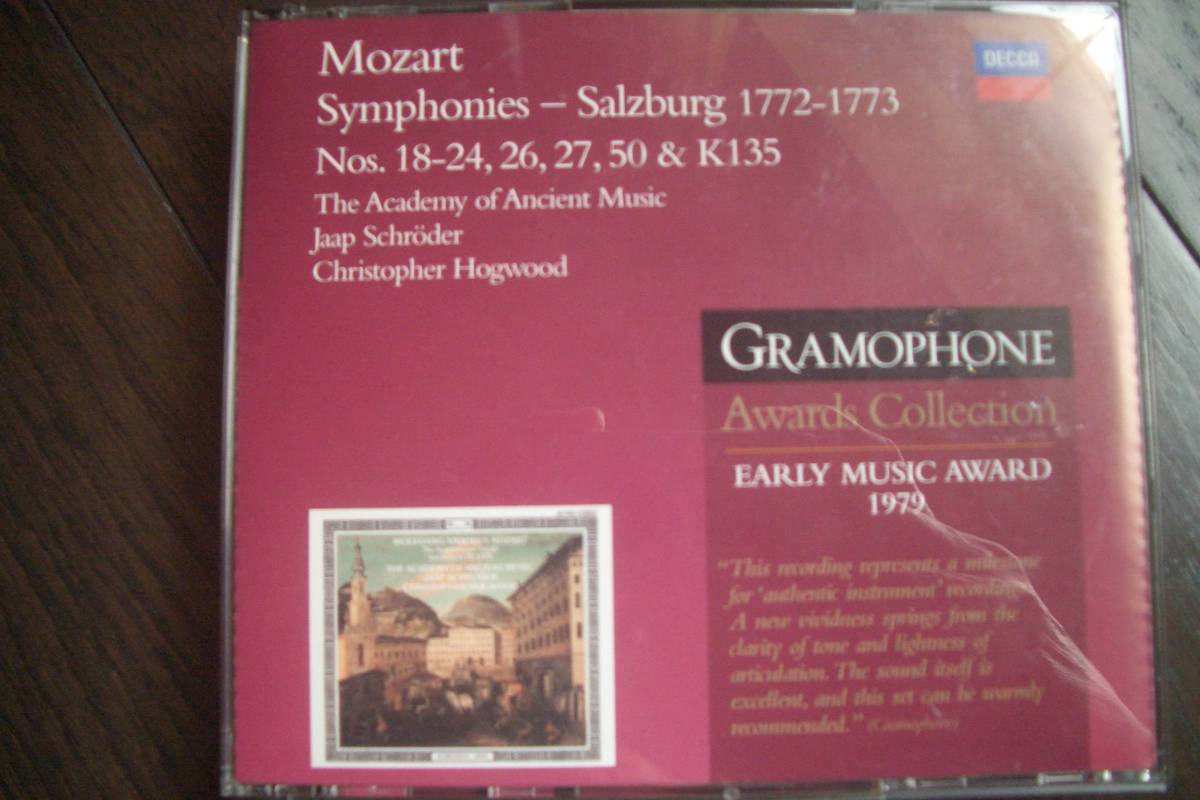 Mozart
DECCA
Symphonies – Salzburg 1772–1773
Nos. 18–24, 26, 27, 50 & K135
The Academy of Ancient Music
Jaap Schröder
Christopher Hogwood
GRAMOPHONE
Awards Collection
EARLY MUSIC AWARD
1979
"This recording represents a milestone
for 'authentic instrument' recordings
A new vividness springs from the
clarity of tone and lightness of
articulation. The sound itself is
excellent, and this set can be warmly
recommended." (Gramophone)